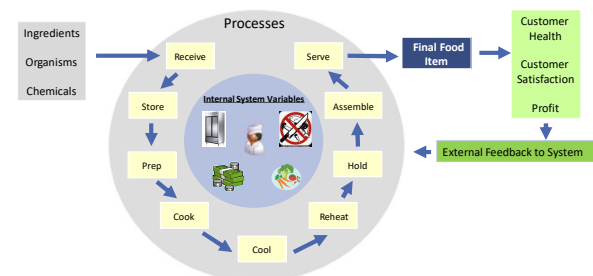 Processes
Ingredients
Organisms
Chemicals
Receive
Store
Prep
Cook
Cool
Reheat
Hold
Assemble
Serve
Internal System Variables
Final Food
Item
Customer
Health
Customer
Satisfaction
Profit
External Feedback to System